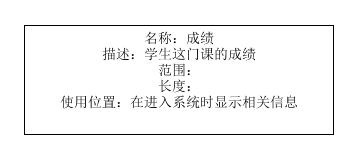 名称：成绩
描述：学生这门课的成绩
范围：
长度：
使用位置：在进入系统时显示相关信息